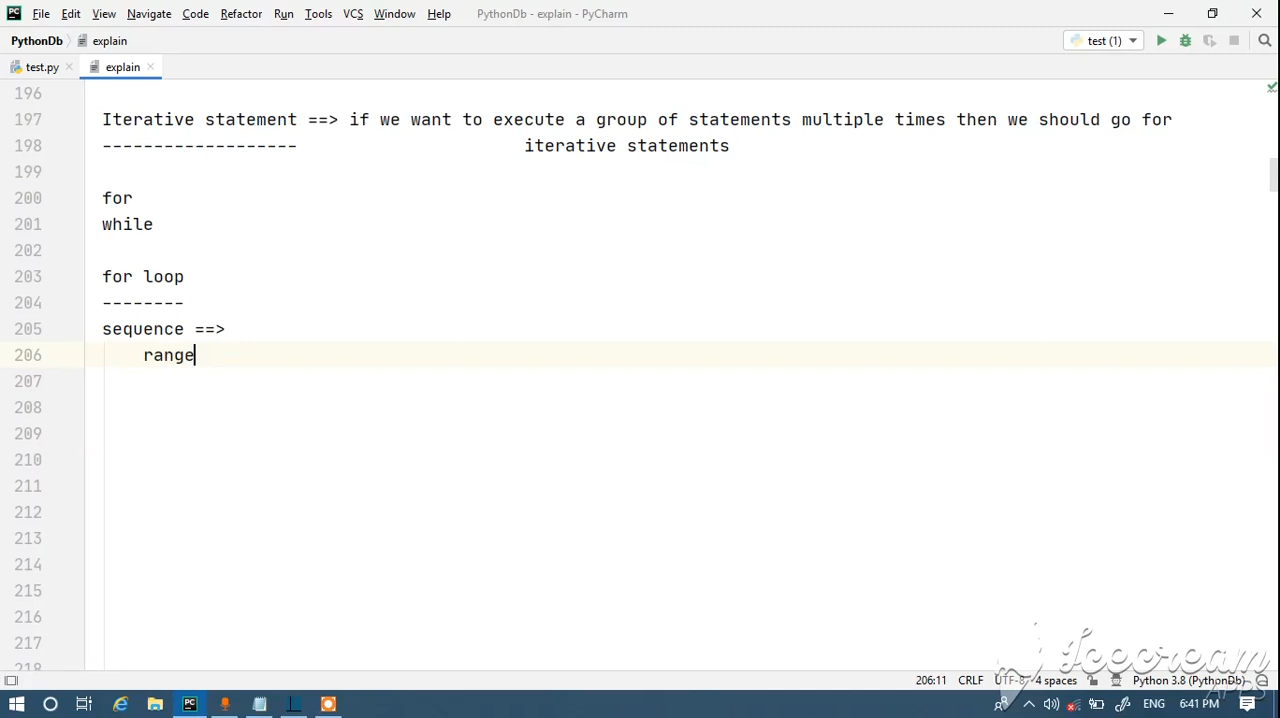 File Edit View Navigate Code Refactor Run Tools VCS Window Help PythonDb - explain - PyCharm
PythonDb explain test (1)
test.py explain
196
197 Iterative statement ==> if we want to execute a group of statements multiple times then we should go for
198 ------------------- iterative statements
199
200 for
201 while
202
203 for loop
204 --------
205 sequence ==>
206 range
207
208
209
210
211
212
213
214
215
216
217
218
Icecream
APPS
206:11 CRLF UTF-8 4 spaces Python 3.8 (PythonDb)
ENG 6:41 PM